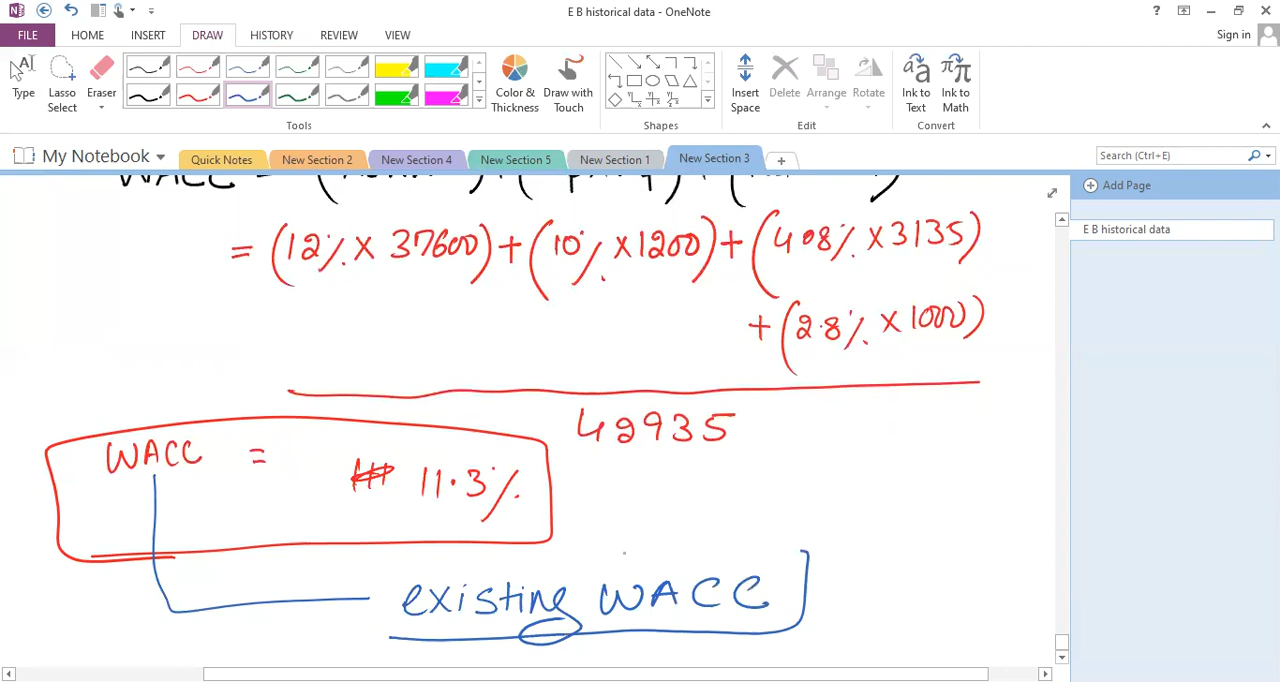 E B historical data - OneNote
?
Sign in
FILE HOME INSERT DRAW HISTORY REVIEW VIEW
Type
Lasso Select
Eraser
Color & Thickness
Draw with Touch
Insert Space
Delete
Arrange
Rotate
Ink to Text
Ink to Math
Tools
Shapes
Edit
Convert
My Notebook
Quick Notes New Section 2 New Section 4 New Section 5 New Section 1 New Section 3
Search (Ctrl+E)
Add Page
E B historical data
WACC =
= (12% × 37600) + (10% × 1200) + (4.08% × 3135)
+ (2.8% × 1000)
42935
WACC =
11.3%
existing WACC